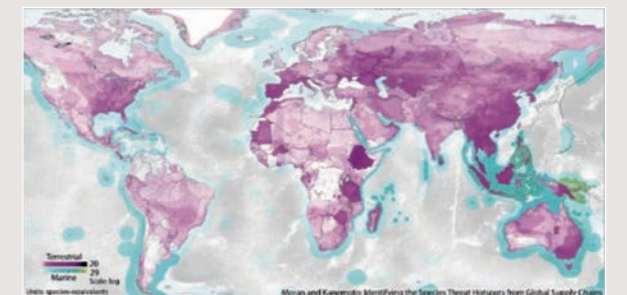 Terrestrial
20
29
Marine
Scale log
Units: species-equivalents
Moran and Kanemoto: Identifying the Species Threat Hotspots from Global Supply Chains